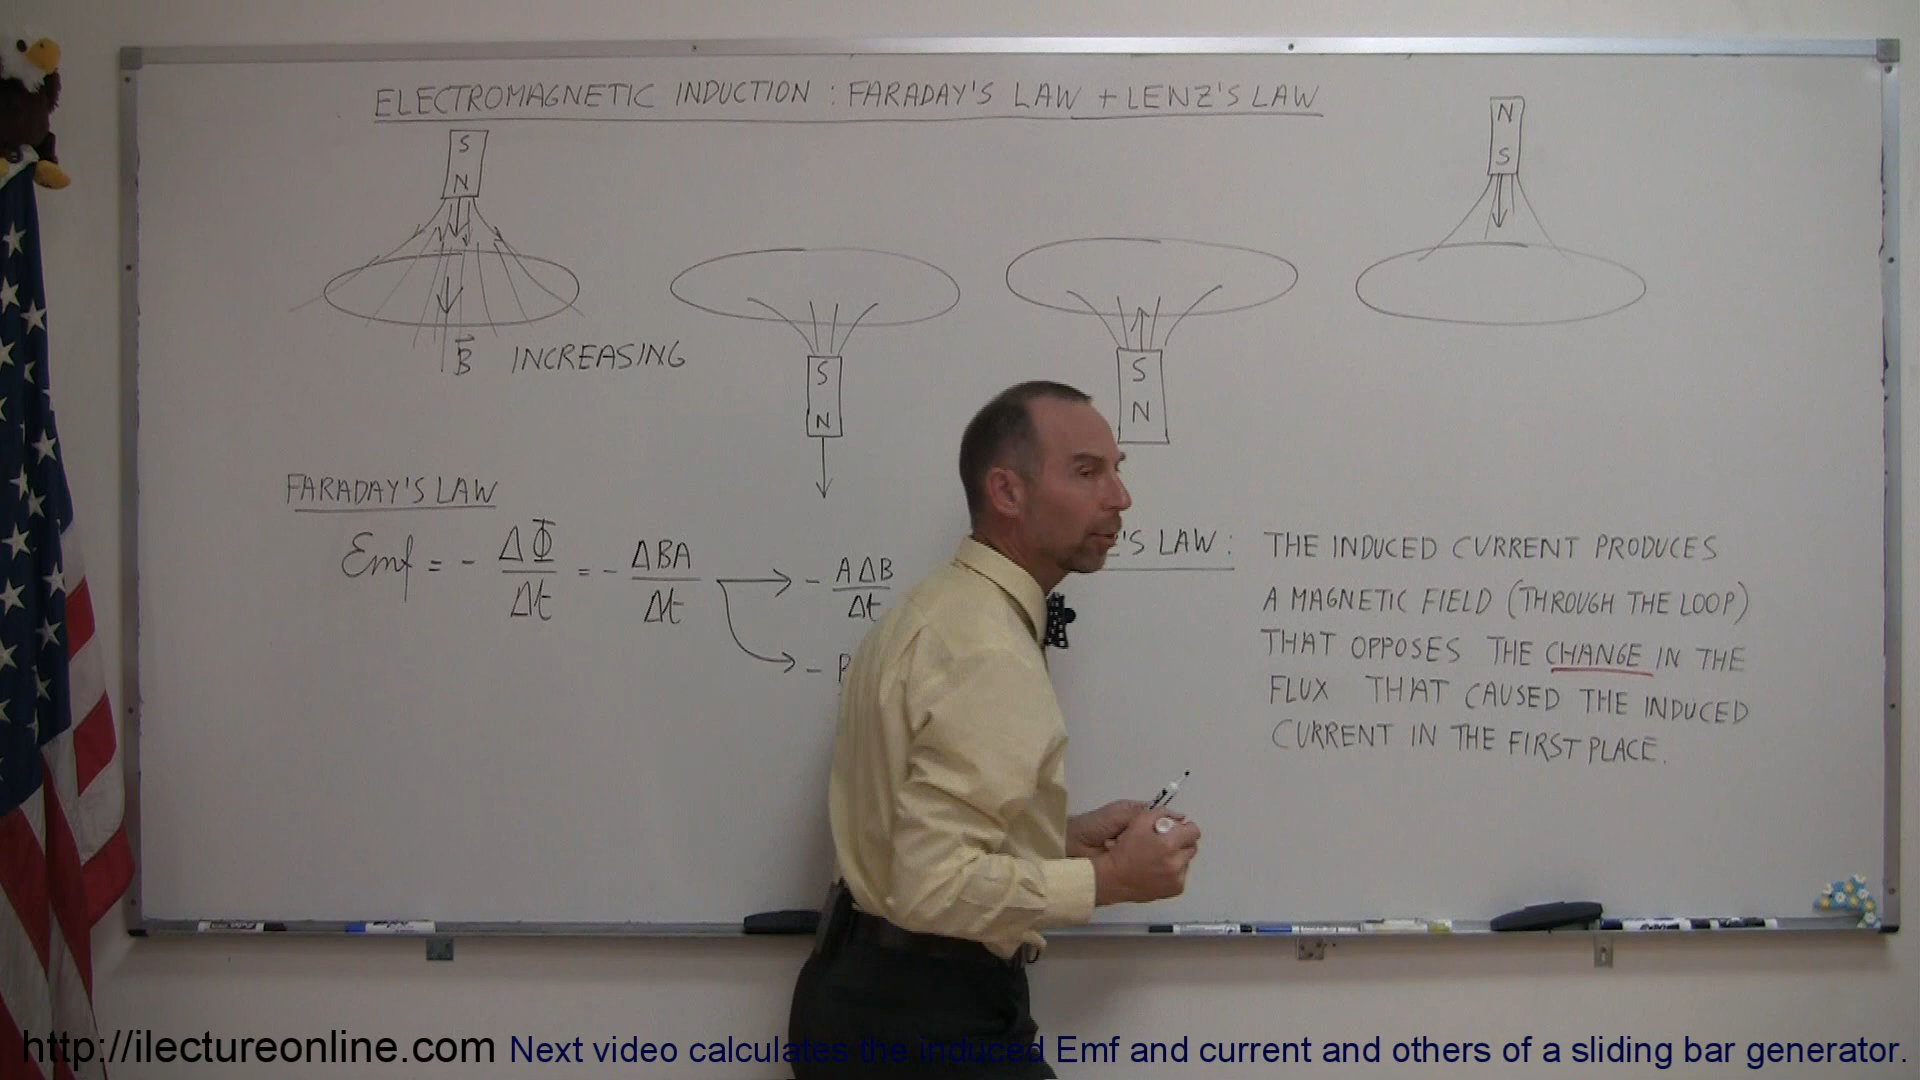 ELECTROMAGNETIC INDUCTION : FARADAY'S LAW + LENZ'S LAW
S
N
N
S
B INCREASING
S
N
S
N
FARADAY'S LAW
Emf = - ΔΦ/Δt = - ΔBA/Δt → - AΔB/Δt
-
'S LAW :
THE INDUCED CURRENT PRODUCES
A MAGNETIC FIELD (THROUGH THE LOOP)
THAT OPPOSES THE CHANGE IN THE
FLUX THAT CAUSED THE INDUCED
CURRENT IN THE FIRST PLACE.
http://ilectureonline.com Next video calculates the induced Emf and current and others of a sliding bar generator.